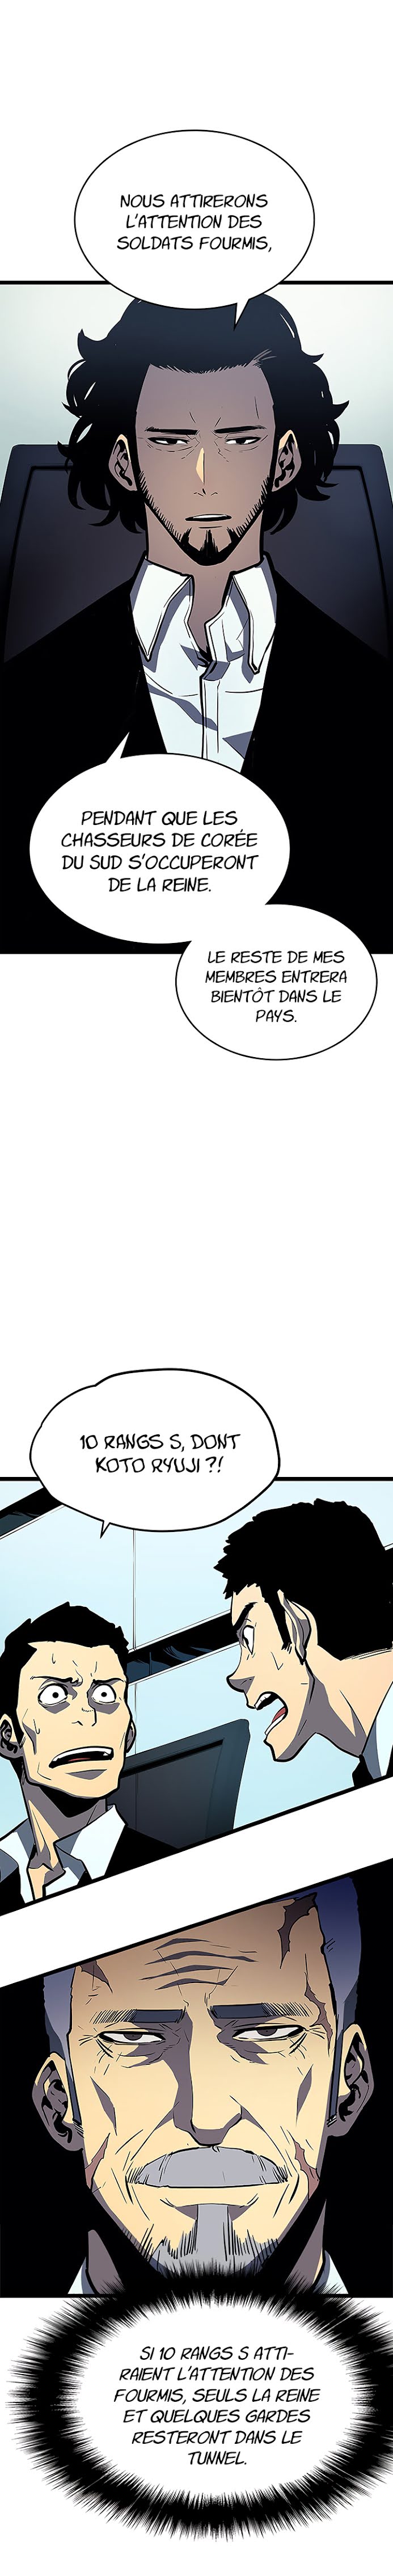 NOUS ATTIRERONS
L'ATTENTION DES
SOLDATS FOURMIS,
PENDANT QUE LES
CHASSEURS DE CORÉE
DU SUD S'OCCUPERONT
DE LA REINE.
LE RESTE DE MES
MEMBRES ENTRERA
BIENTÔT DANS LE
PAYS.
10 RANGS S, DONT
KOTO RYUJI ?!
SI 10 RANGS S ATTI-
RAIENT L'ATTENTION DES
FOURMIS, SEULS LA REINE
ET QUELQUES GARDES
RESTERONT DANS LE
TUNNEL.